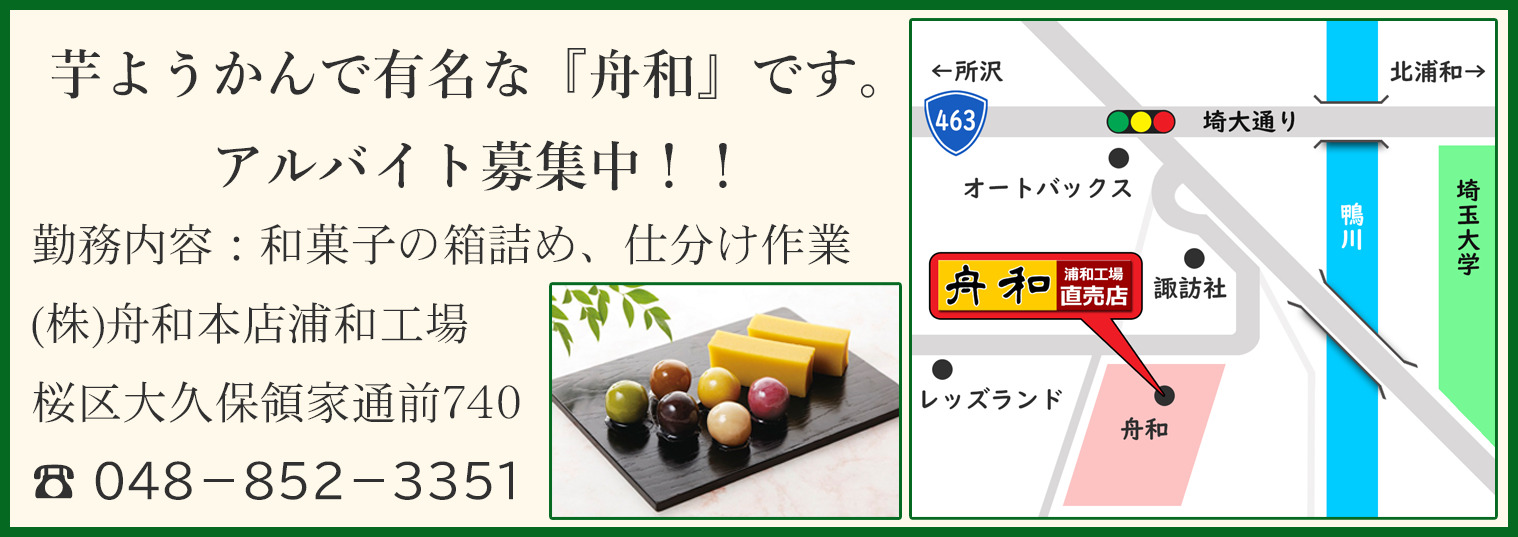 芋ようかんで有名な『舟和』です。
アルバイト募集中！！
勤務内容：和菓子の箱詰め、仕分け作業
(株)舟和本店浦和工場
桜区大久保領家通前740
☎ 048－852－3351
←所沢
北浦和→
463
埼大通り
オートバックス
鴨川
埼玉大学
舟和
浦和工場
直売店
諏訪社
レッズランド
舟和